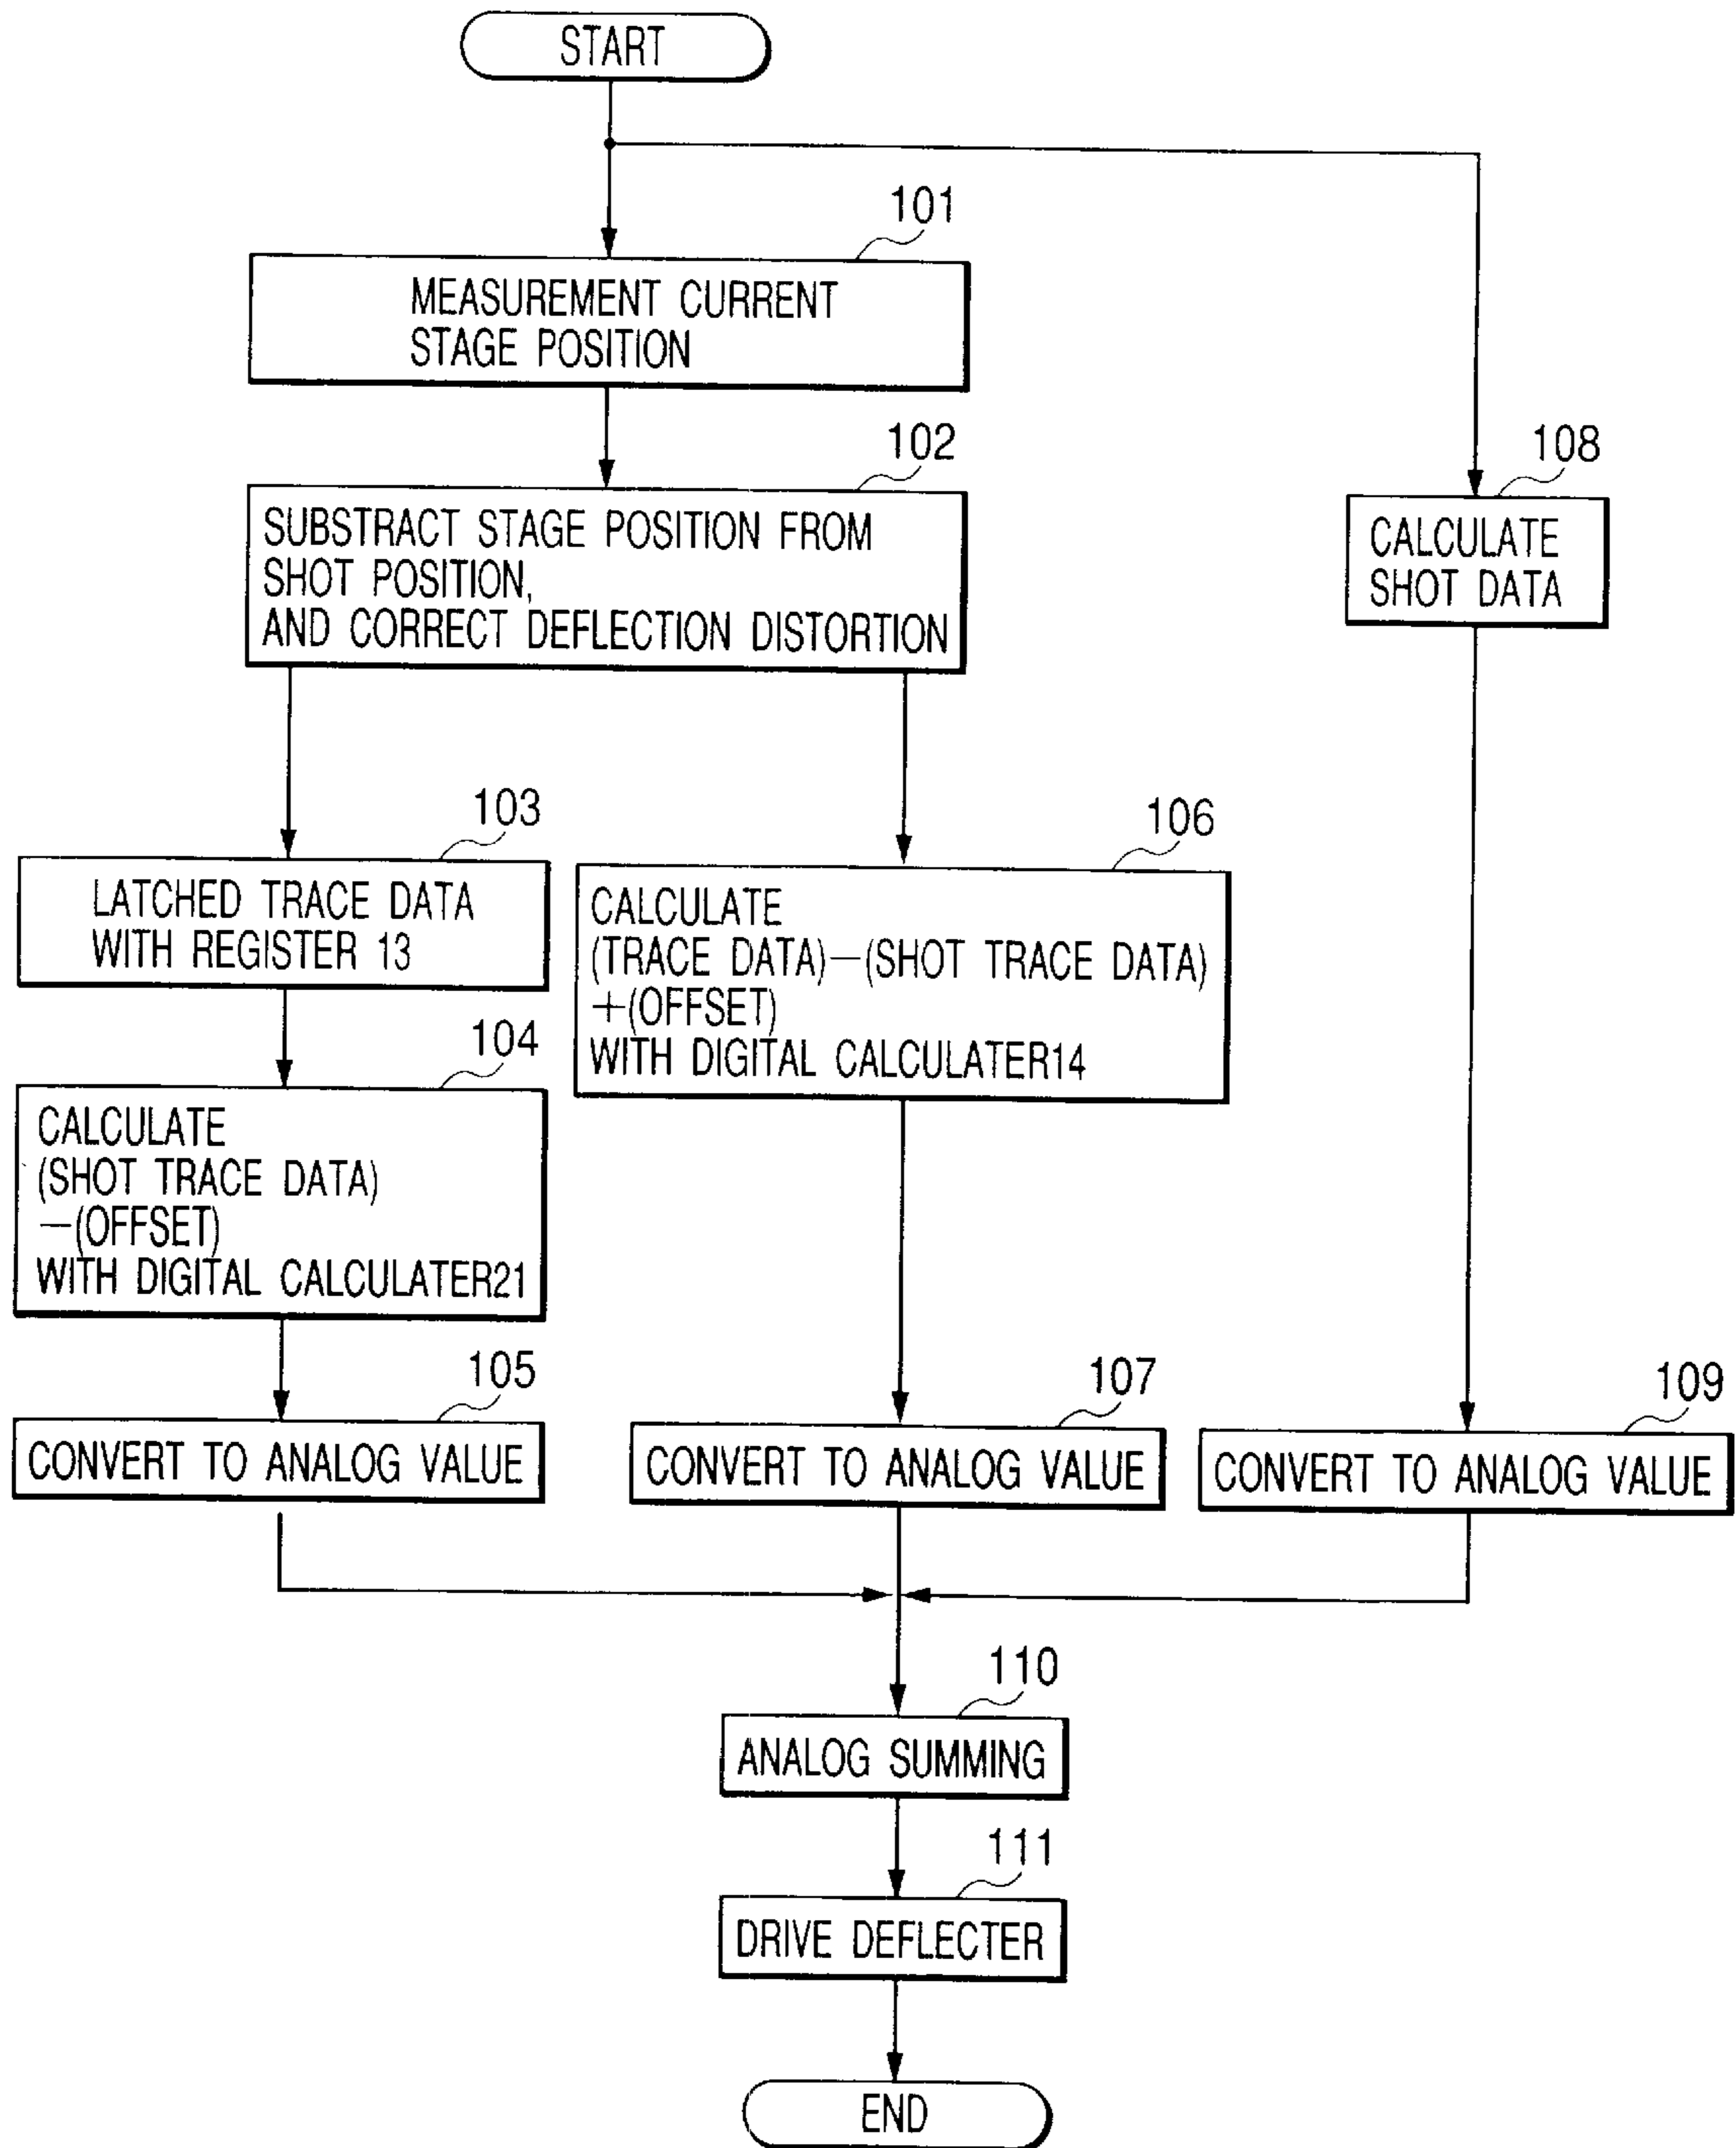 START
101
MEASUREMENT CURRENT
STAGE POSITION
102
SUBSTRACT STAGE POSITION FROM
SHOT POSITION,
AND CORRECT DEFLECTION DISTORTION
108
CALCULATE
SHOT DATA
103
LATCHED TRACE DATA
WITH REGISTER 13
106
CALCULATE
(TRACE DATA)−(SHOT TRACE DATA)
+(OFFSET)
WITH DIGITAL CALCULATER14
104
CALCULATE
(SHOT TRACE DATA)
−(OFFSET)
WITH DIGITAL CALCULATER21
105
CONVERT TO ANALOG VALUE
107
CONVERT TO ANALOG VALUE
109
CONVERT TO ANALOG VALUE
110
ANALOG SUMMING
111
DRIVE DEFLECTER
END